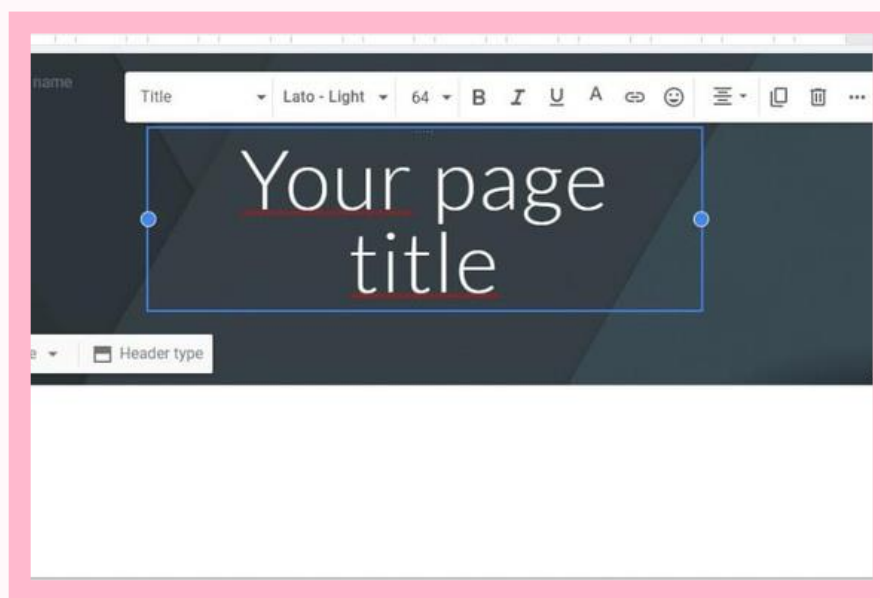 name
Title Lato - Light 64 B I U A
Your page
title
Header type